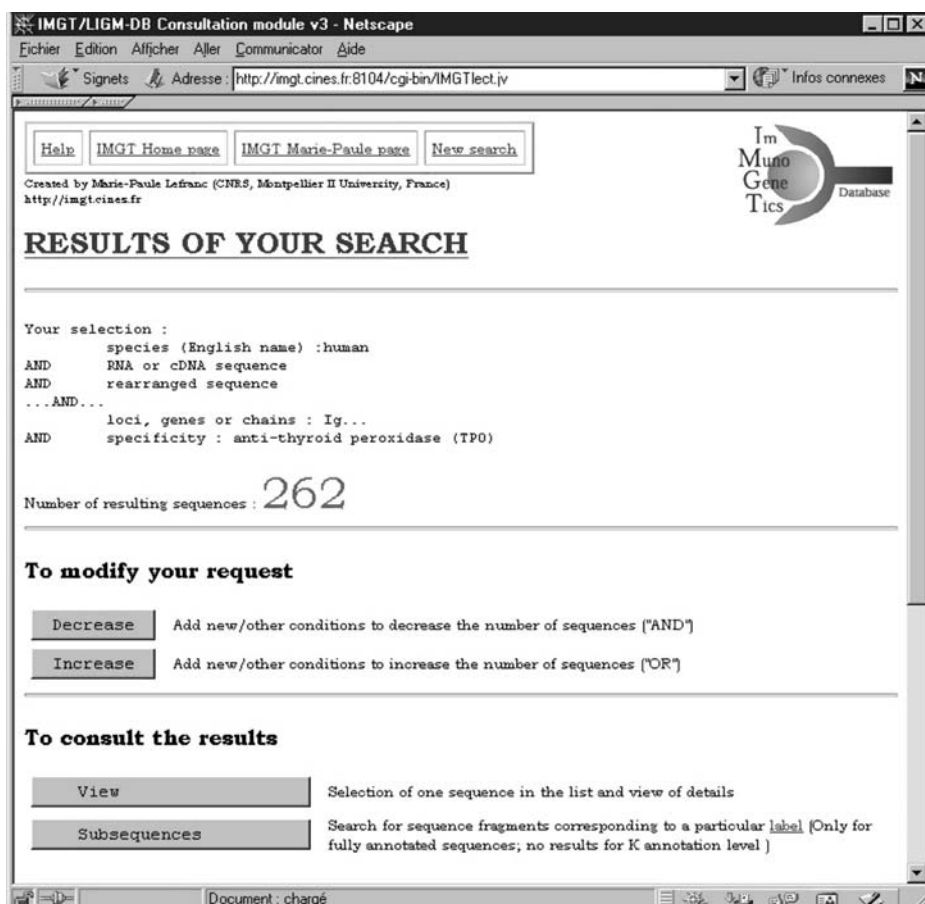 IMGT/LIGM-DB Consultation module v3 - Netscape
Fichier Edition Afficher Aller Communicator Aide
Signets Adresse : http://imgt.cines.fr:8104/cgi-bin/IMGTlect.jv Infos connexes N
Help IMGT Home page IMGT Marie-Paule page New search
Im
Muno
Gene
Tics
Database
Created by Marie-Paule Lefranc (CNRS, Montpellier II University, France)
http://imgt.cines.fr
RESULTS OF YOUR SEARCH
Your selection :
species (English name) :human
AND RNA or cDNA sequence
AND rearranged sequence
...AND...
loci, genes or chains : Ig...
AND specificity : anti-thyroid peroxidase (TPO)
Number of resulting sequences : 262
To modify your request
Decrease Add new/other conditions to decrease the number of sequences ("AND")
Increase Add new/other conditions to increase the number of sequences ("OR")
To consult the results
View Selection of one sequence in the list and view of details
Subsequences Search for sequence fragments corresponding to a particular label (Only for
fully annotated sequences; no results for K annotation level )
Document : chargé